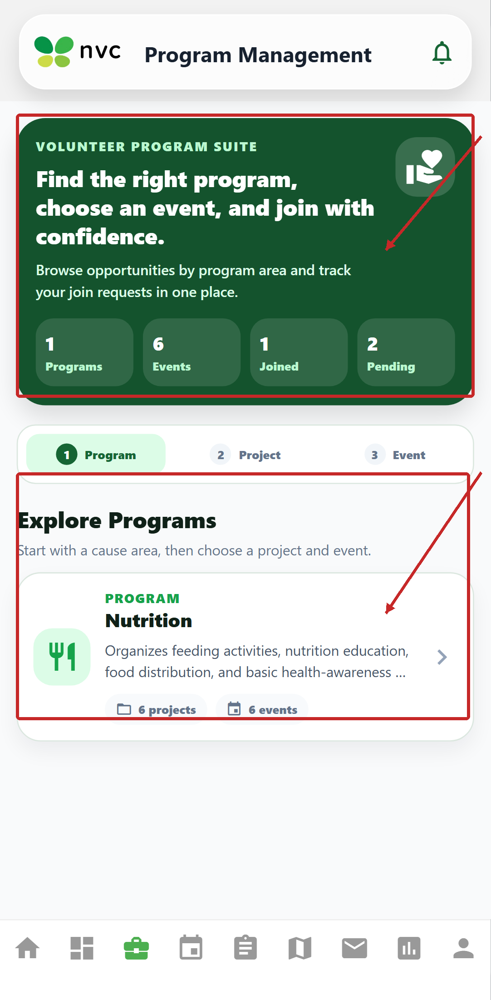 nvc
Program Management
VOLUNTEER PROGRAM SUITE
Find the right program,
choose an event, and join with
confidence.
Browse opportunities by program area and track
your join requests in one place.
1
Programs
6
Events
1
Joined
2
Pending
1 Program
2 Project
3 Event
Explore Programs
Start with a cause area, then choose a project and event.
PROGRAM
Nutrition
Organizes feeding activities, nutrition education,
food distribution, and basic health-awareness ...
6 projects
6 events